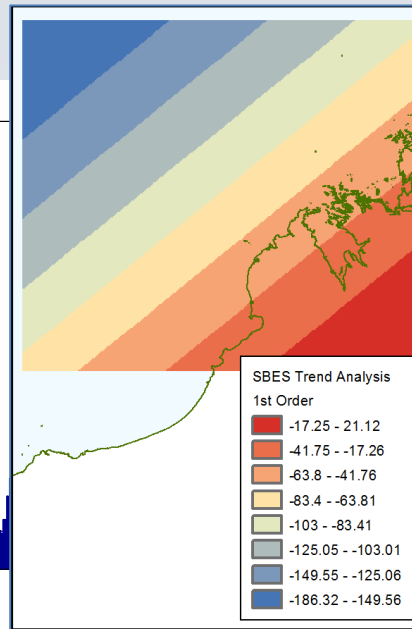 SBES Trend Analysis
1st Order
-17.25 - 21.12
-41.75 - -17.26
-63.8 - -41.76
-83.4 - -63.81
-103 - -83.41
-125.05 - -103.01
-149.55 - -125.06
-186.32 - -149.56